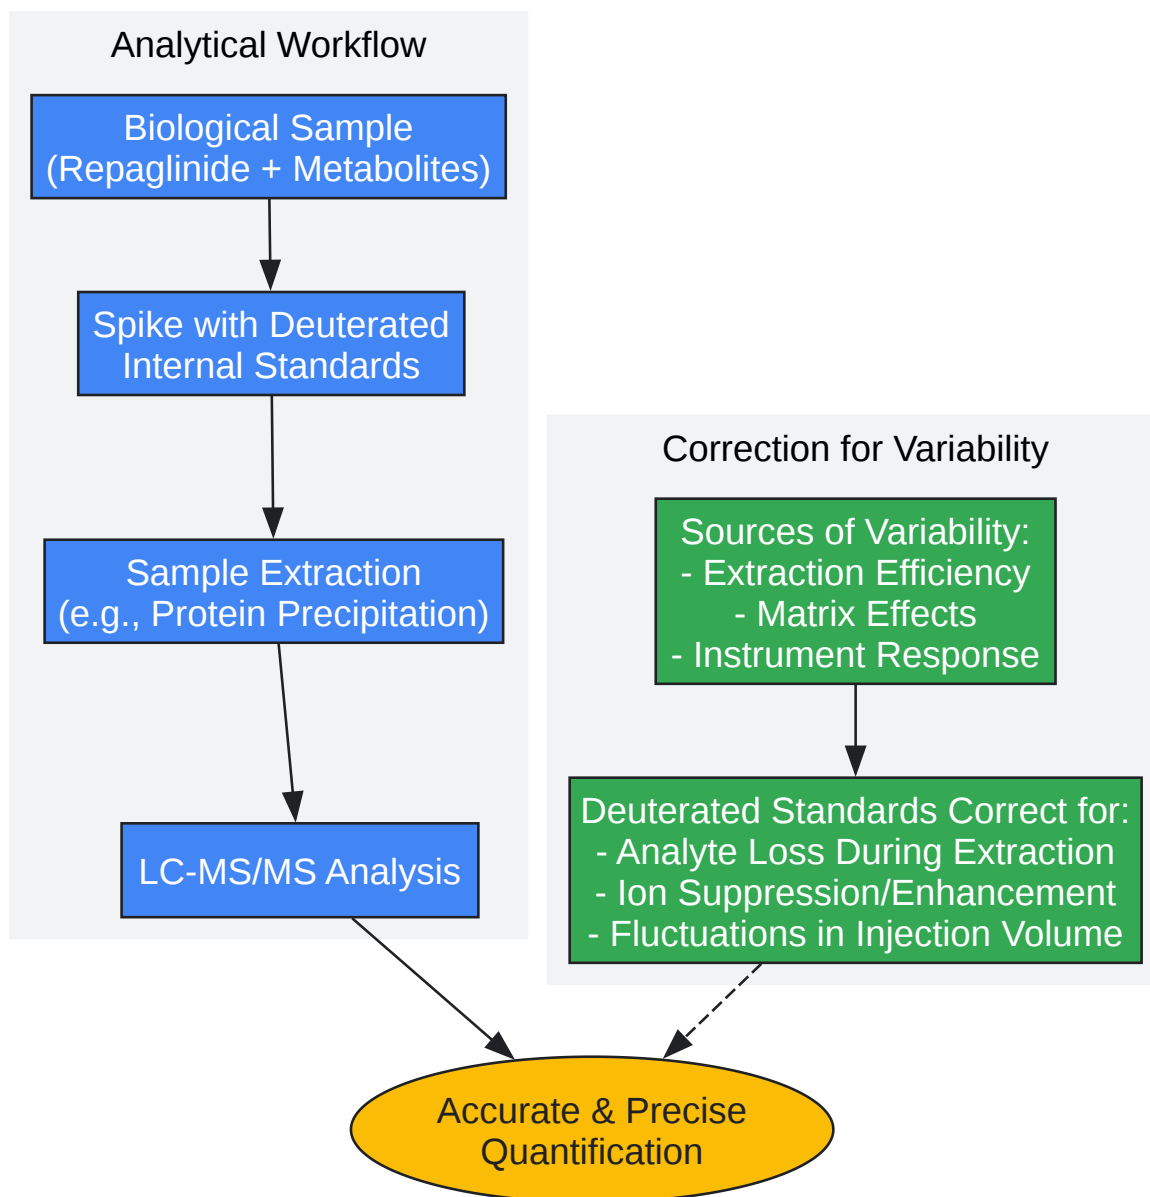 Analytical Workflow
Biological Sample
(Repaglinide + Metabolites)
Spike with Deuterated
Internal Standards
Sample Extraction
(e.g., Protein Precipitation)
LC-MS/MS Analysis
Correction for Variability
Sources of Variability:
- Extraction Efficiency
- Matrix Effects
- Instrument Response
Deuterated Standards Correct for:
- Analyte Loss During Extraction
- Ion Suppression/Enhancement
- Fluctuations in Injection Volume
Accurate & Precise
Quantification